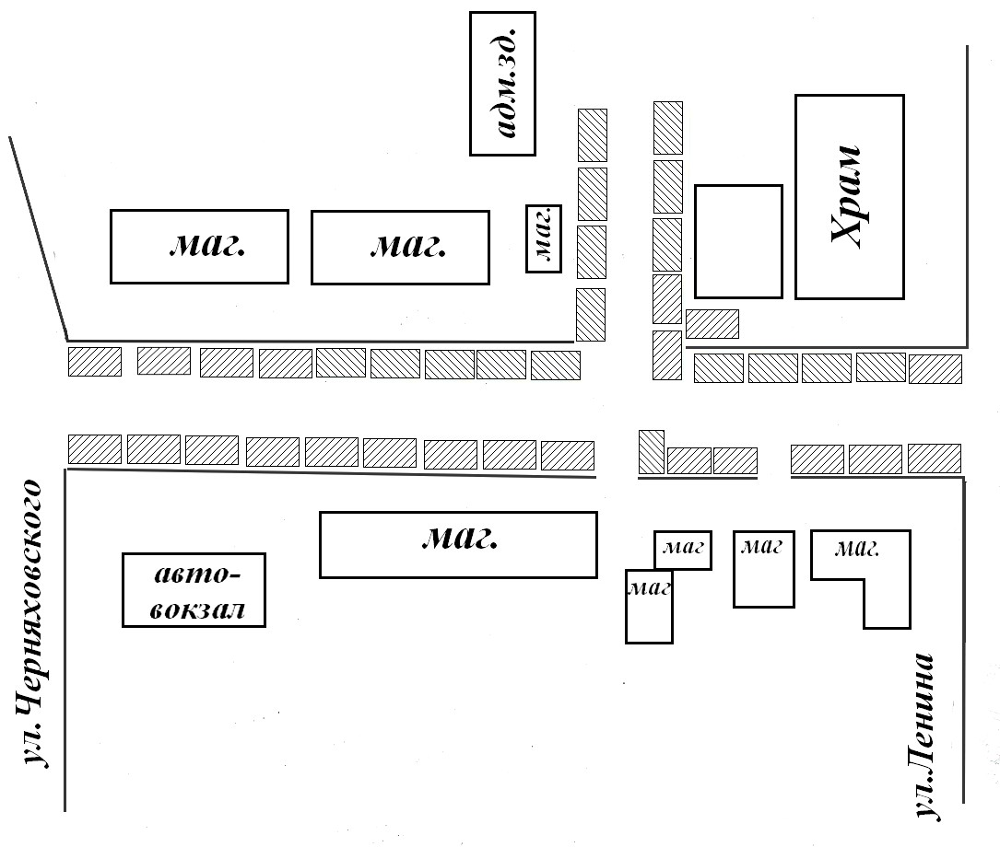 адм.зд.
Храм
маг.
маг.
маг.
маг.
маг
маг
маг.
маг
авто-
вокзал
ул.Черняховского
ул.Ленина